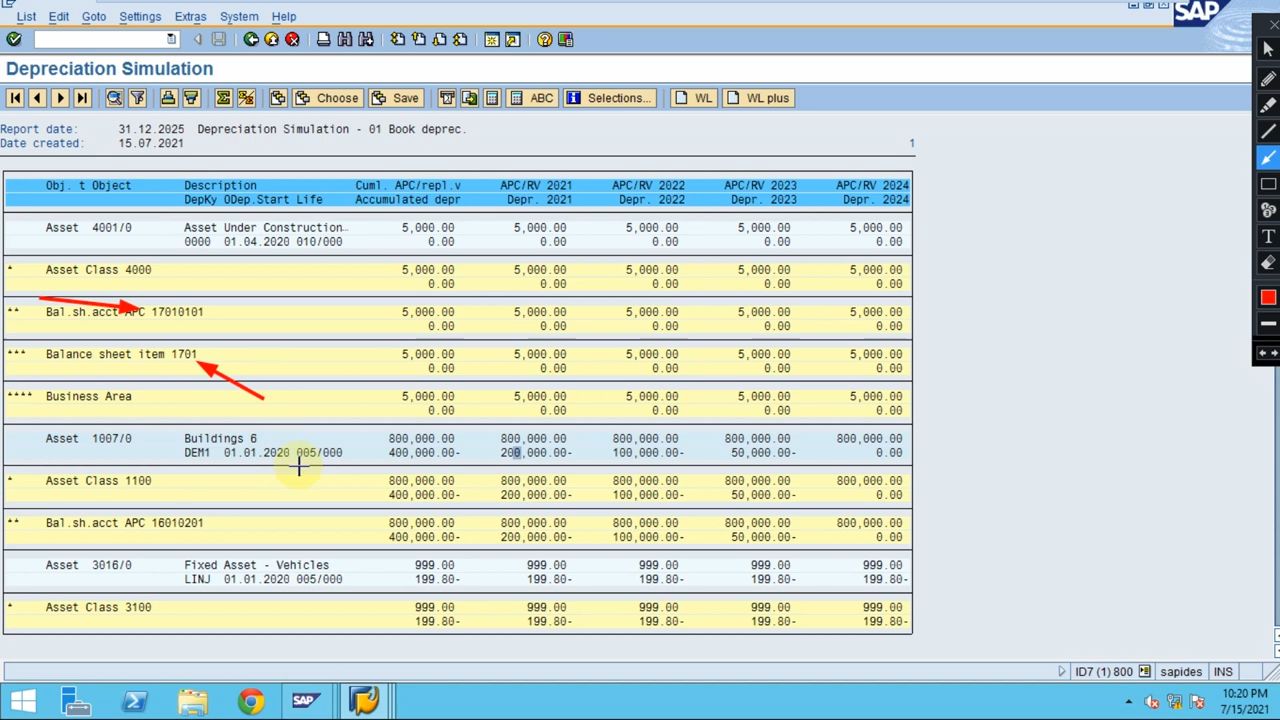 List Edit Goto Settings Extras System Help
SAP
Depreciation Simulation
Choose Save ABC Selections... WL WL plus
Report date: 31.12.2025 Depreciation Simulation - 01 Book deprec.
Date created: 15.07.2021 1
Obj. t Object Description Cuml. APC/repl.v APC/RV 2021 APC/RV 2022 APC/RV 2023 APC/RV 2024
DepKy ODep.Start Life Accumulated depr Depr. 2021 Depr. 2022 Depr. 2023 Depr. 2024
Asset 4001/0 Asset Under Construction… 5,000.00 5,000.00 5,000.00 5,000.00 5,000.00
0000 01.04.2020 010/000 0.00 0.00 0.00 0.00 0.00
* Asset Class 4000 5,000.00 5,000.00 5,000.00 5,000.00 5,000.00
0.00 0.00 0.00 0.00 0.00
** Bal.sh.acct APC 17010101 5,000.00 5,000.00 5,000.00 5,000.00 5,000.00
0.00 0.00 0.00 0.00 0.00
*** Balance sheet item 1701 5,000.00 5,000.00 5,000.00 5,000.00 5,000.00
0.00 0.00 0.00 0.00 0.00
**** Business Area 5,000.00 5,000.00 5,000.00 5,000.00 5,000.00
0.00 0.00 0.00 0.00 0.00
Asset 1007/0 Buildings 6 800,000.00 800,000.00 800,000.00 800,000.00 800,000.00
DEM1 01.01.2020 005/000 400,000.00- 200,000.00- 100,000.00- 50,000.00- 0.00
* Asset Class 1100 800,000.00 800,000.00 800,000.00 800,000.00 800,000.00
400,000.00- 200,000.00- 100,000.00- 50,000.00- 0.00
** Bal.sh.acct APC 16010201 800,000.00 800,000.00 800,000.00 800,000.00 800,000.00
400,000.00- 200,000.00- 100,000.00- 50,000.00- 0.00
Asset 3016/0 Fixed Asset - Vehicles 999.00 999.00 999.00 999.00 999.00
LINJ 01.01.2020 005/000 199.80- 199.80- 199.80- 199.80- 199.80-
* Asset Class 3100 999.00 999.00 999.00 999.00 999.00
199.80- 199.80- 199.80- 199.80- 199.80-
ID7 (1) 800 sapides INS
SAP
10:20 PM
7/15/2021
T